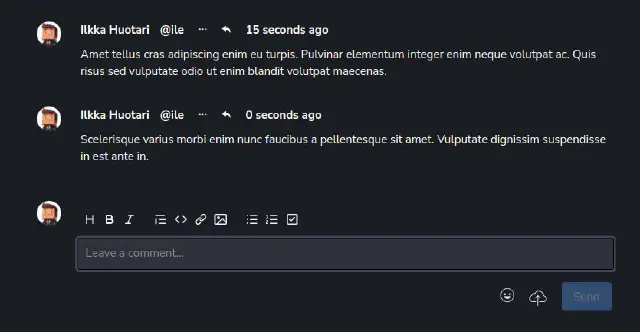 Ilkka Huotari @ile ... 15 seconds ago
Amet tellus cras adipiscing enim eu turpis. Pulvinar elementum integer enim neque volutpat ac. Quis
risus sed vulputate odio ut enim blandit volutpat maecenas.
Ilkka Huotari @ile ... 0 seconds ago
Scelerisque varius morbi enim nunc faucibus a pellentesque sit amet. Vulputate dignissim suspendisse
in est ante in.
H B I
Leave a comment...
Send